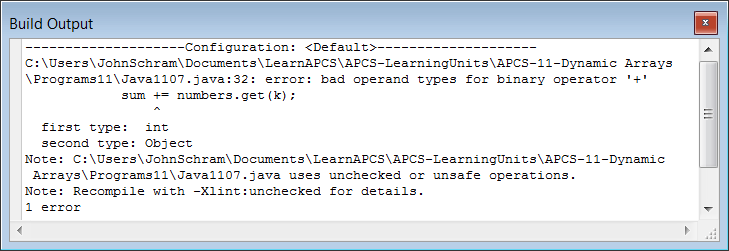 Build Output
x
--------------------Configuration: <Default>--------------------
C:\Users\JohnSchram\Documents\LearnAPCS\APCS-LearningUnits\APCS-11-Dynamic Arrays
\Programs11\Java1107.java:32: error: bad operand types for binary operator '+'
            sum += numbers.get(k);
                ^
  first type:  int
  second type: Object
Note: C:\Users\JohnSchram\Documents\LearnAPCS\APCS-LearningUnits\APCS-11-Dynamic
 Arrays\Programs11\Java1107.java uses unchecked or unsafe operations.
Note: Recompile with -Xlint:unchecked for details.
1 error